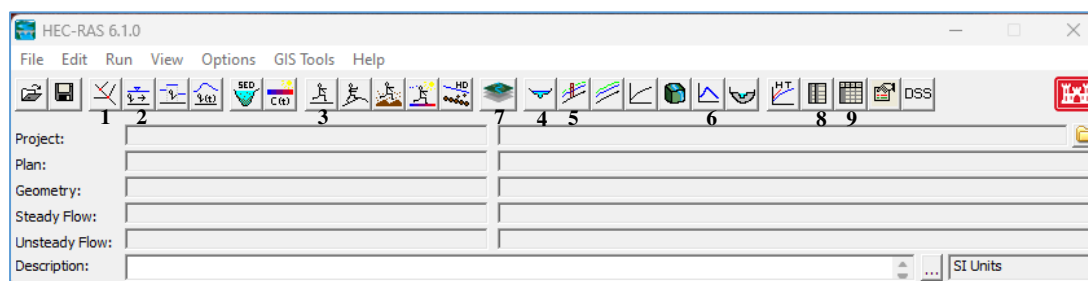 HEC-RAS 6.1.0
File Edit Run View Options GIS Tools Help
SED C(t) HD HT DSS
1 2 3 7 4 5 6 8 9
Project:
Plan:
Geometry:
Steady Flow:
Unsteady Flow:
Description: ... SI Units